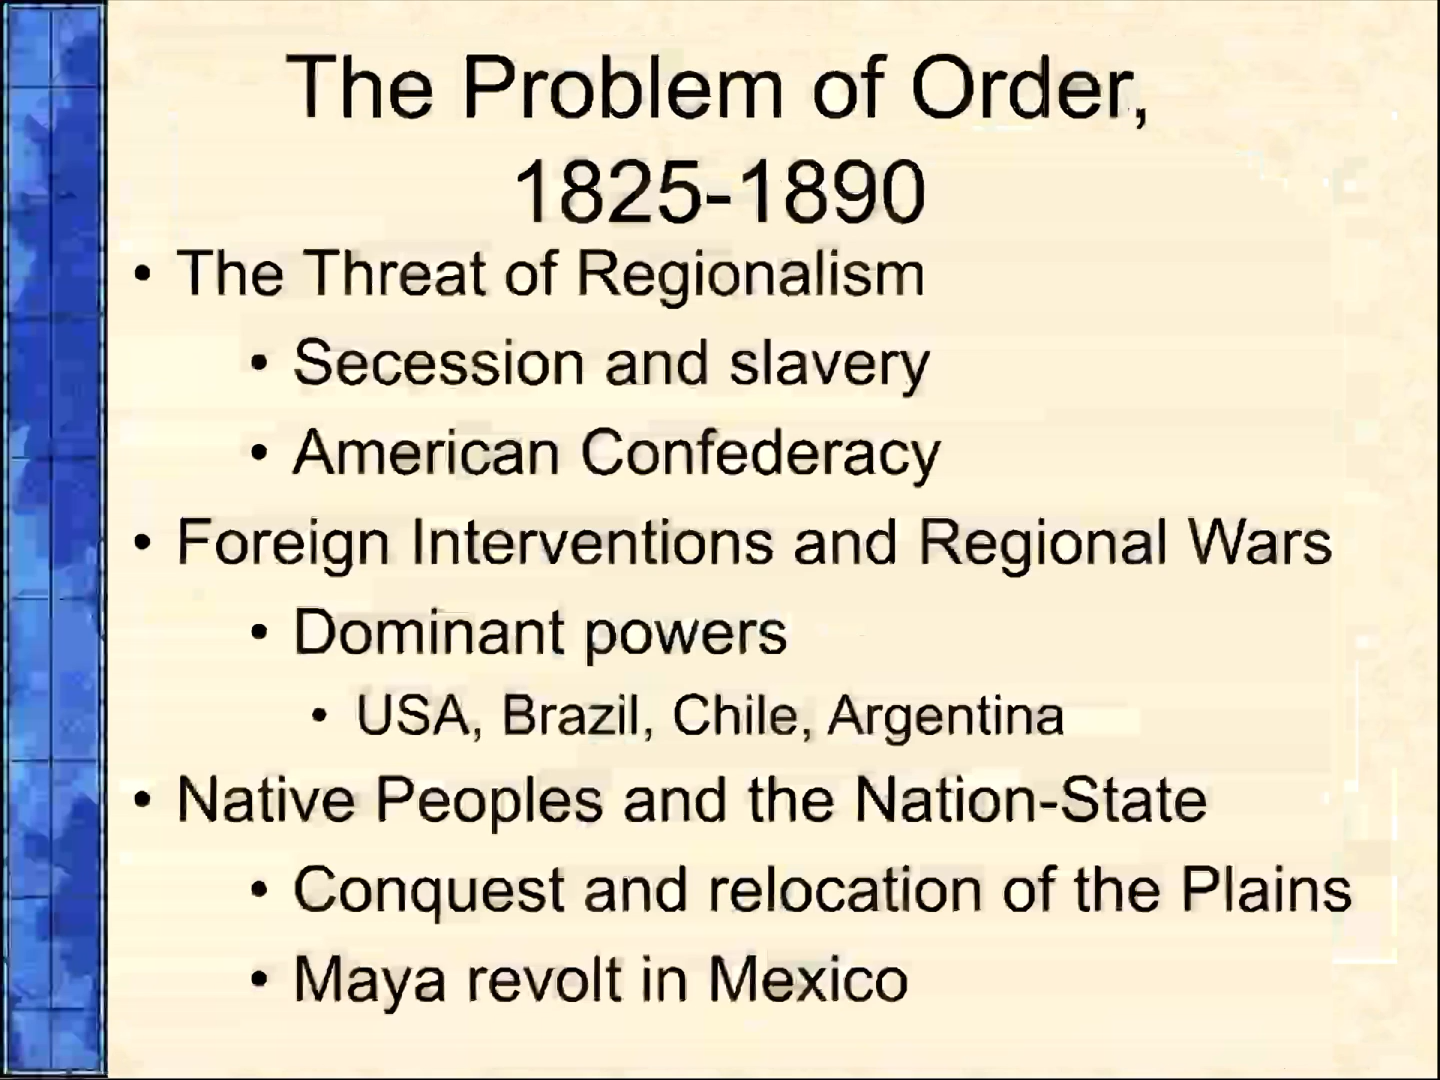 The Problem of Order,
1825-1890
• The Threat of Regionalism
• Secession and slavery
• American Confederacy
• Foreign Interventions and Regional Wars
• Dominant powers
• USA, Brazil, Chile, Argentina
• Native Peoples and the Nation-State
• Conquest and relocation of the Plains
• Maya revolt in Mexico